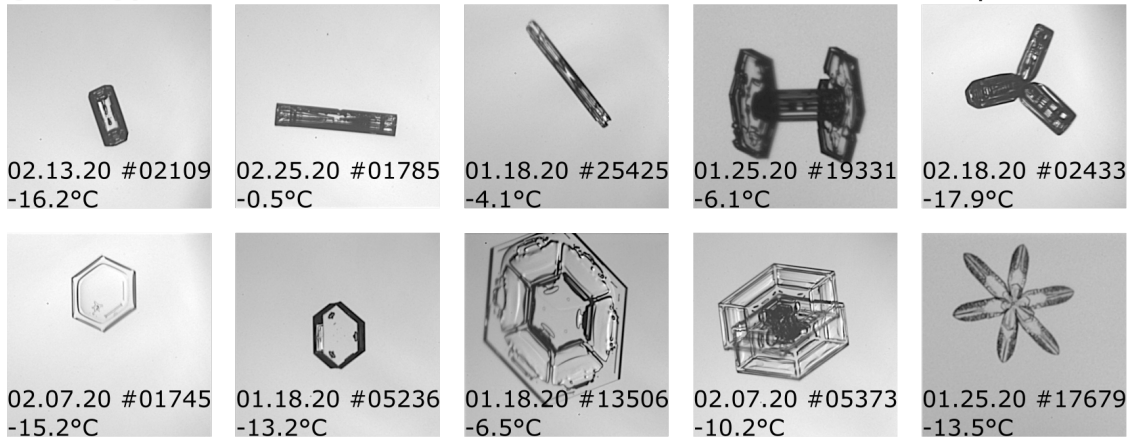 02.13.20 #02109
-16.2°C
02.25.20 #01785
-0.5°C
01.18.20 #25425
-4.1°C
01.25.20 #19331
-6.1°C
02.18.20 #02433
-17.9°C
02.07.20 #01745
-15.2°C
01.18.20 #05236
-13.2°C
01.18.20 #13506
-6.5°C
02.07.20 #05373
-10.2°C
01.25.20 #17679
-13.5°C